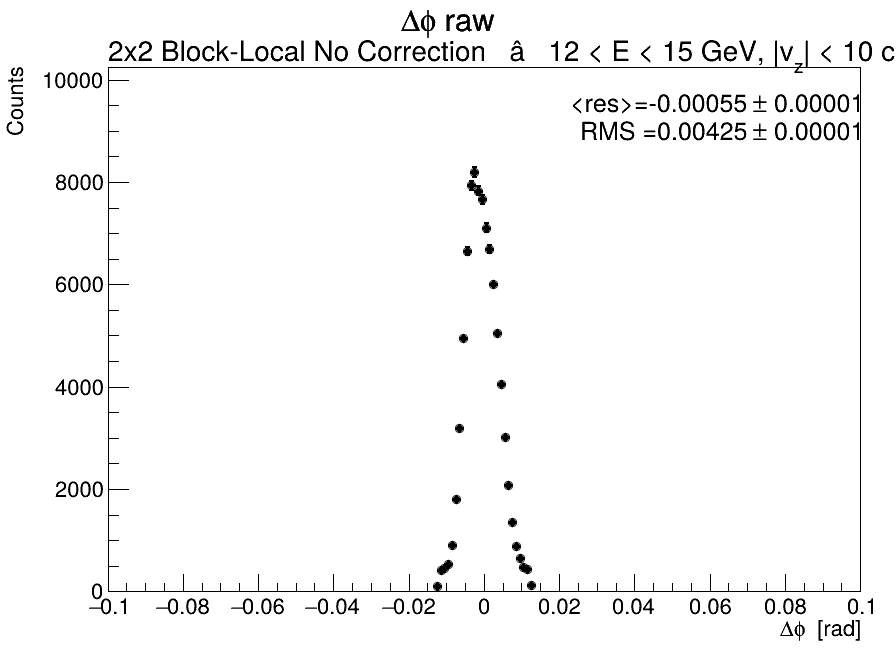 Δϕ raw
2x2 Block-Local No Correction â 12 < E < 15 GeV, |v_z| < 10 c
Counts
<res>=-0.00055 ± 0.00001
RMS =0.00425 ± 0.00001
10000
8000
6000
4000
2000
0
−0.1 −0.08 −0.06 −0.04 −0.02 0 0.02 0.04 0.06 0.08 0.1
Δϕ [rad]